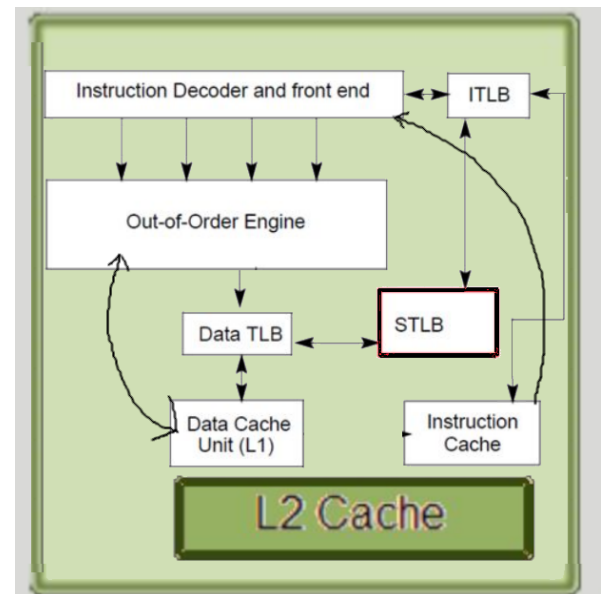 Instruction Decoder and front end
ITLB
Out-of-Order Engine
STLB
Data TLB
Data Cache
Unit (L1)
Instruction
Cache
L2 Cache